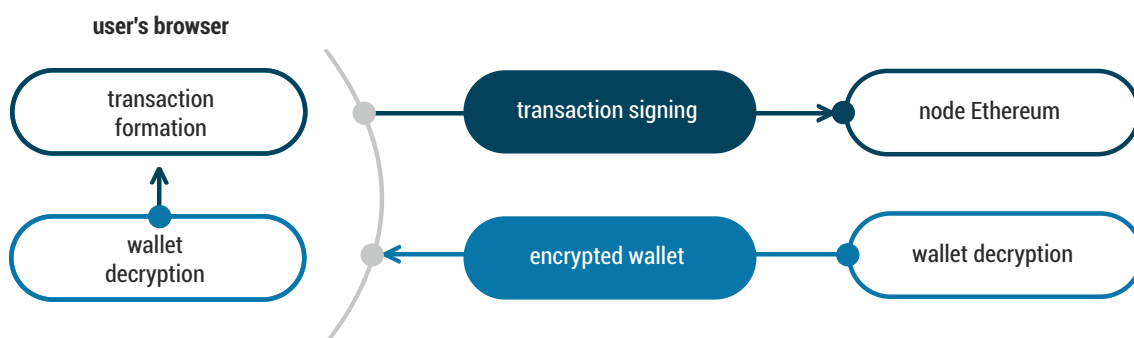 user's browser
transaction
formation
transaction signing
node Ethereum
wallet
decryption
encrypted wallet
wallet decryption